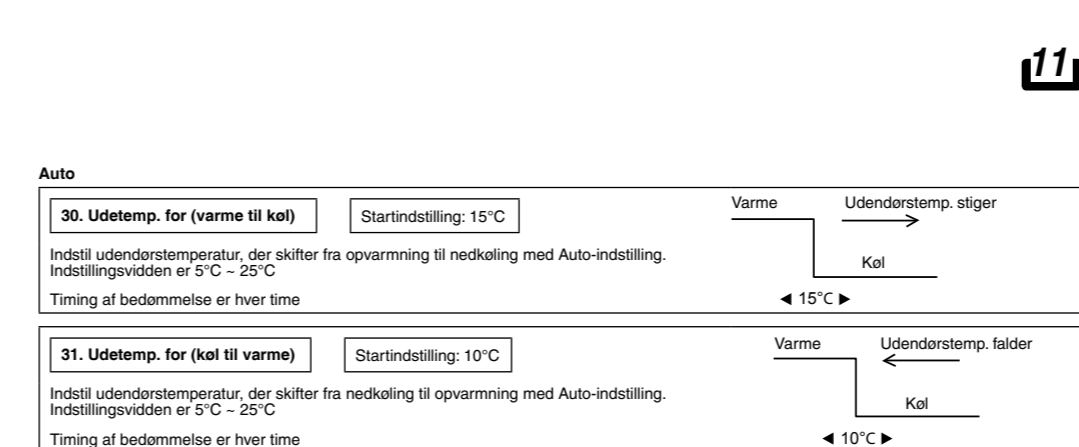 11
Auto
30. Udetemp. for (varme til køl)
Startindstilling: 15°C
Indstil udendørstemperatur, der skifter fra opvarmning til nedkøling med Auto-indstilling.
Indstillingsvidden er 5°C ~ 25°C
Timing af bedømmelse er hver time
Varme
Udendørstemp. stiger
Køl
◄ 15°C ►
31. Udetemp. for (køl til varme)
Startindstilling: 10°C
Indstil udendørstemperatur, der skifter fra nedkøling til opvarmning med Auto-indstilling.
Indstillingsvidden er 5°C ~ 25°C
Timing af bedømmelse er hver time
Varme
Udendørstemp. falder
Køl
◄ 10°C ►